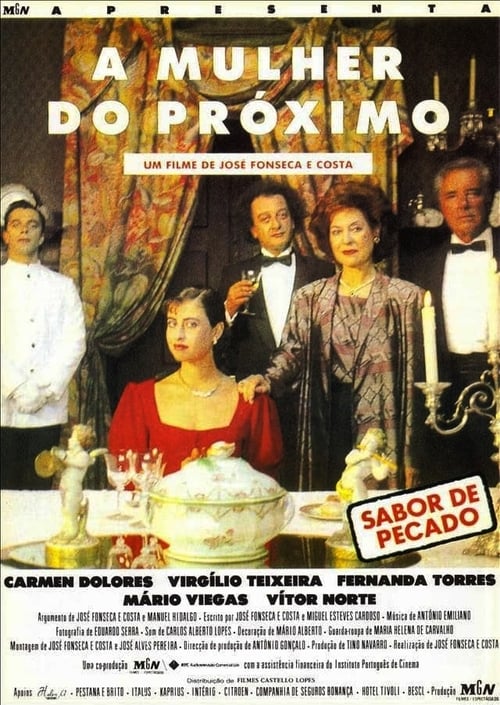 MGN APRESENTA
A MULHER
DO PRÓXIMO
UM FILME DE JOSÉ FONSECA E COSTA
SABOR DE
PECADO
CARMEN DOLORES VIRGÍLIO TEIXEIRA FERNANDA TORRES
MÁRIO VIEGAS VÍTOR NORTE
Argumento de JOSÉ FONSECA E COSTA e MANUEL HIDALGO - Escrito por JOSÉ FONSECA E COSTA e MIGUEL ESTEVES CARDOSO - Música de ANTÓNIO EMILIANO
Fotografia de EDUARDO SERRA - Som de CARLOS ALBERTO LOPES - Decoração de MÁRIO ALBERTO - Guarda-roupa de MARIA HELENA DE CARVALHO
Montagem de JOSÉ FONSECA E COSTA e JOSÉ ALVES PEREIRA - Direcção de produção de ANTÓNIO GONÇALO - Produção de TINO NAVARRO - Realização de JOSÉ FONSECA E COSTA
Uma co-produção MGN com a assistência financeira do Instituto Português de Cinema
Distribuição de FILMES CASTELLO LOPES
Apoios PESTANA E BRITO - ITALUS - KAPRIUS - INTÉRIG - CITROEN - COMPANHIA DE SEGUROS BONANÇA - HOTEL TIVOLI - BESCL - Produção MGN
FILMES ESPECTÁCULOS